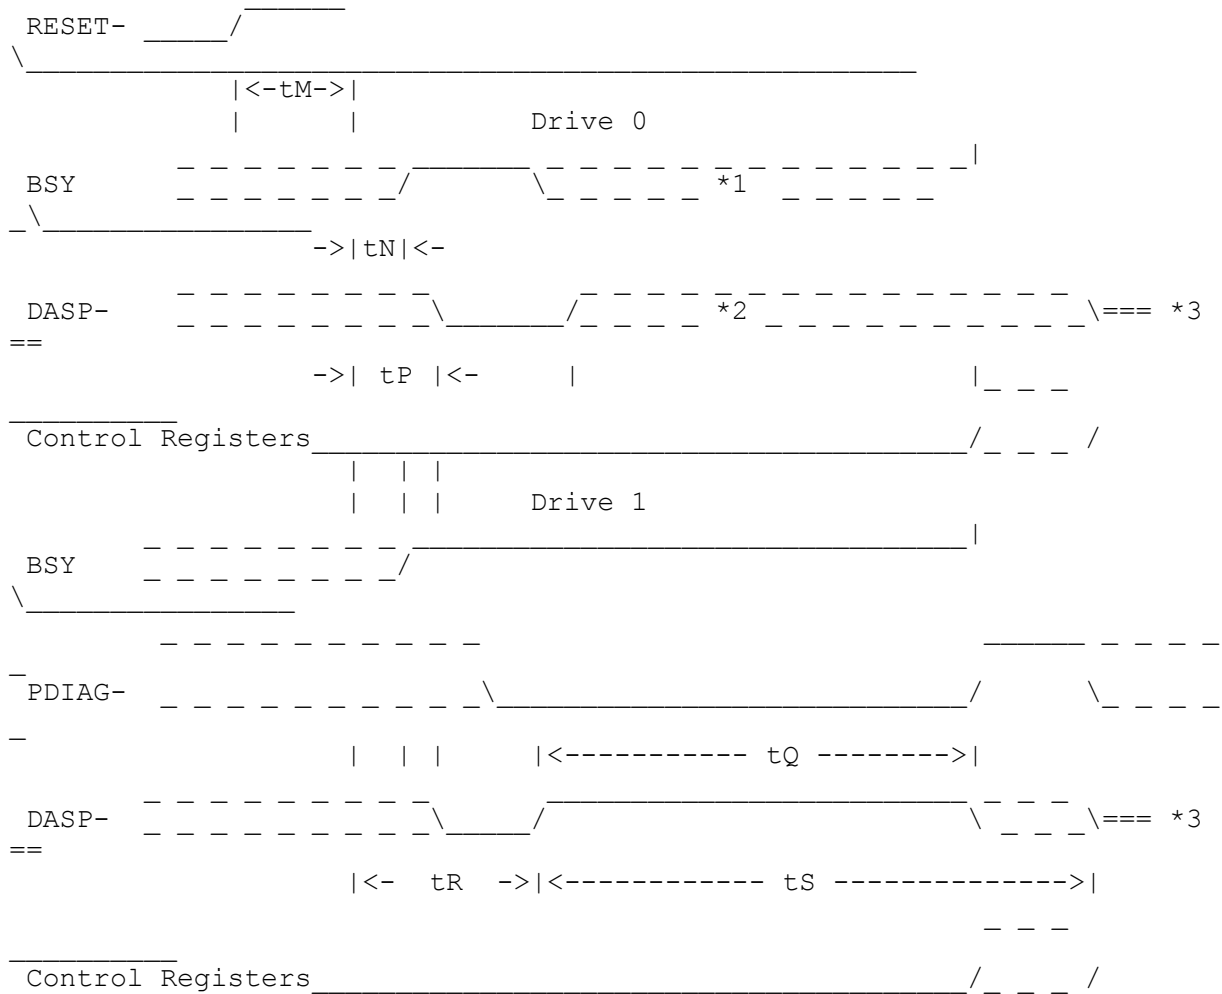 RESET-
|<-tM->|
Drive 0
BSY *1
->|tN|<-
DASP- *2 \=== *3
==
->| tP |<- | |
Control Registers
Drive 1
BSY
PDIAG-
| | | |<----------- tQ -------->|
DASP- \=== *3
==
|<- tR ->|<------------ tS -------------->|
Control Registers